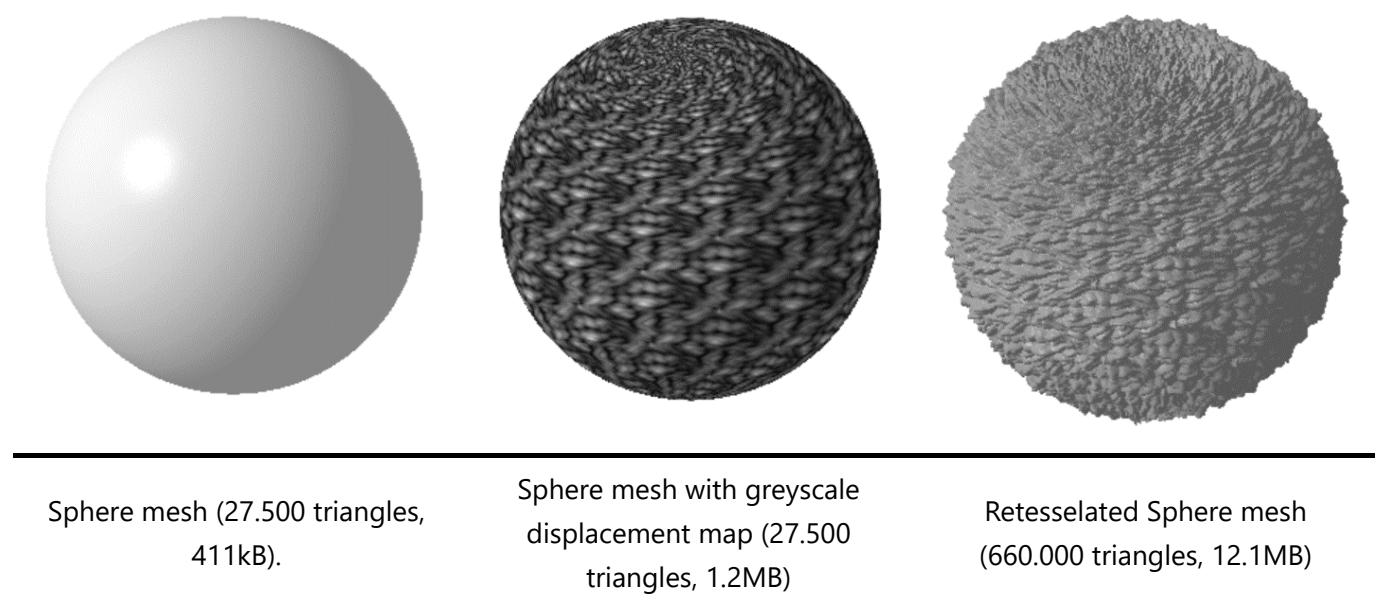 Sphere mesh (27.500 triangles,
411kB).
Sphere mesh with greyscale
displacement map (27.500
triangles, 1.2MB)
Retesselated Sphere mesh
(660.000 triangles, 12.1MB)